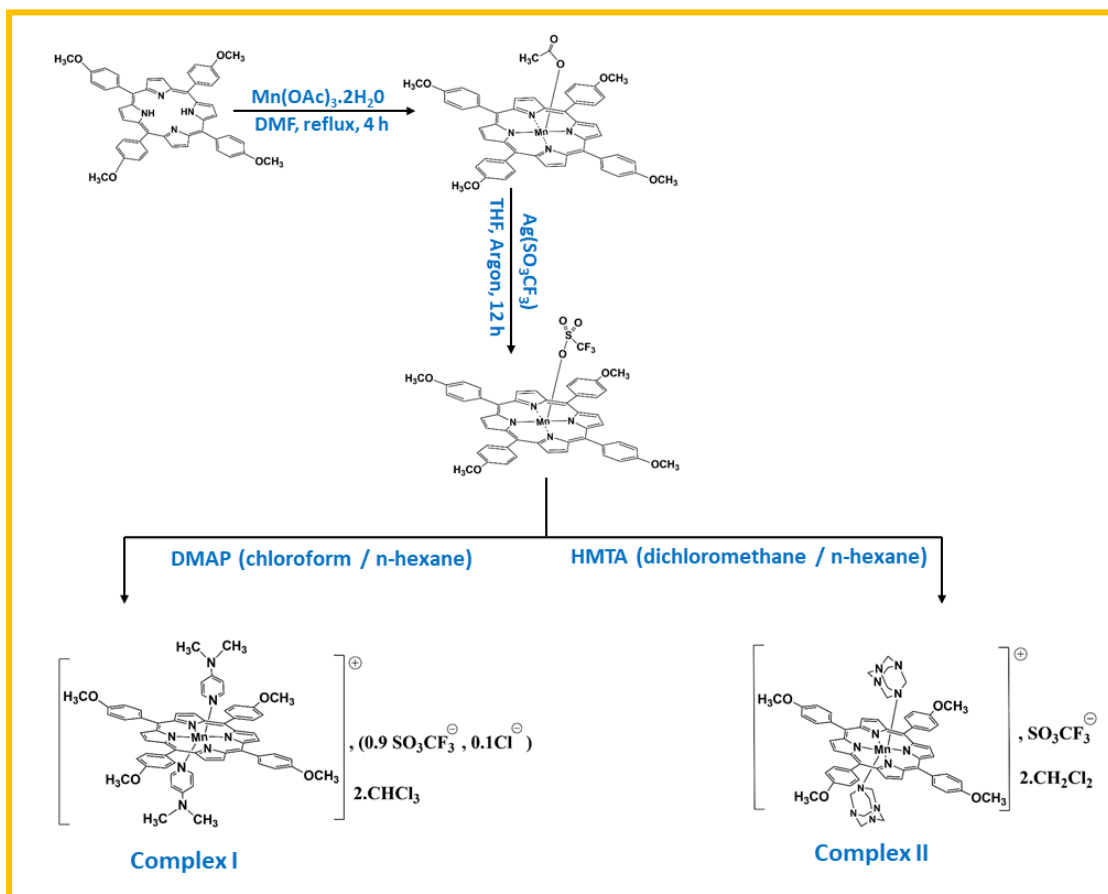 OCH₃
H₃CO
N
NH
HN
N
H₃CO
OCH₃
Mn(OAc)₃.2H₂0
DMF, reflux, 4 h
O
H₃C
O
H₃CO
OCH₃
N
N
Mn
N
N
H₃CO
OCH₃
Ag(SO₃CF₃)
THF, Argon, 12 h
O
O
S
CF₃
O
H₃CO
OCH₃
N
N
Mn
N
N
H₃CO
OCH₃
DMAP (chloroform / n-hexane)
HMTA (dichloromethane / n-hexane)
H₃C
CH₃
N
N
H₃CO
OCH₃
N
N
Mn
N
N
H₃CO
N
OCH₃
N
H₃C
CH₃
⊕
, (0.9 SO₃CF₃⊖ , 0.1Cl⊖ )
2.CHCl₃
Complex I
N
N
N
N
H₃CO
OCH₃
N
N
Mn
N
N
H₃CO
OCH₃
N
N
N
N
⊕
, SO₃CF₃⊖
2.CH₂Cl₂
Complex II